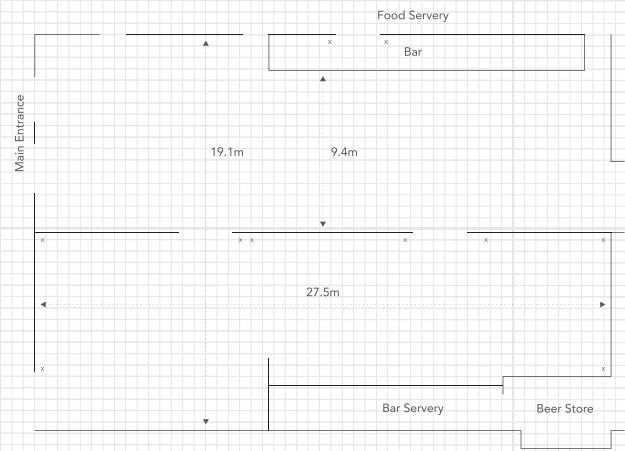 Food Servery
x
x
Bar
Main Entrance
19.1m
9.4m
x
x
x
x
x
x
27.5m
x
x
Bar Servery
Beer Store